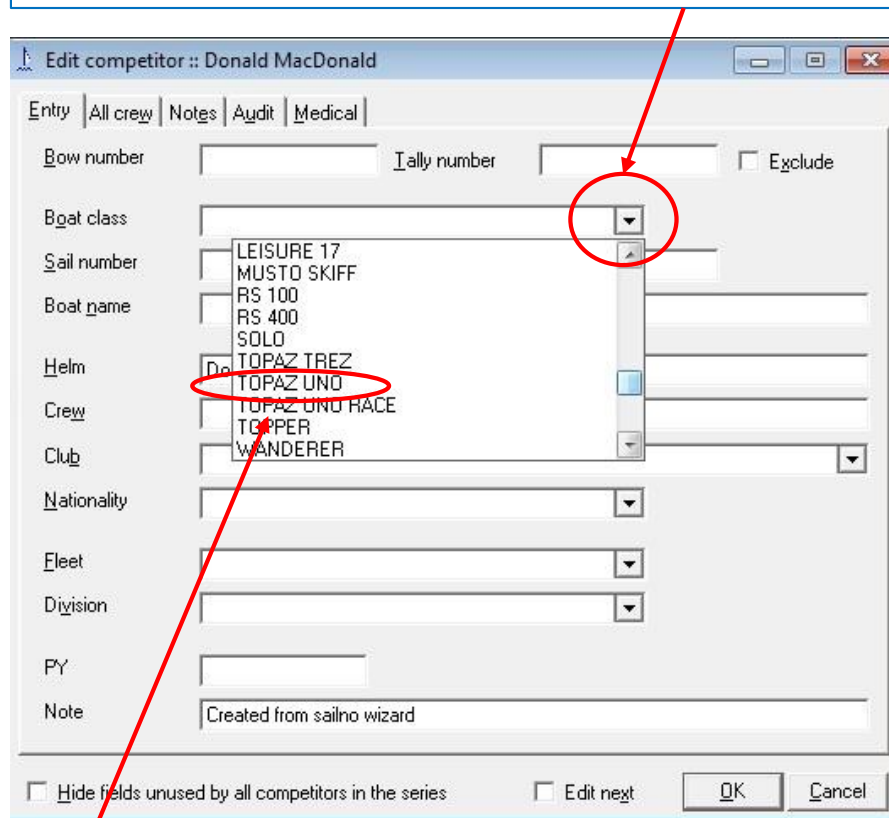 Edit competitor :: Donald MacDonald
Entry All crew Notes Audit Medical
Bow number Tally number Exclude
Boat class
Sail number
Boat name
Helm Do
Crew
Club
LEISURE 17
MUSTO SKIFF
RS 100
RS 400
SOLO
TOPAZ TREZ
TOPAZ UNO
TOPAZ UNO RACE
TOPPER
WANDERER
Nationality
Fleet
Division
PY
Note Created from sailno wizard
Hide fields unused by all competitors in the series Edit next OK Cancel